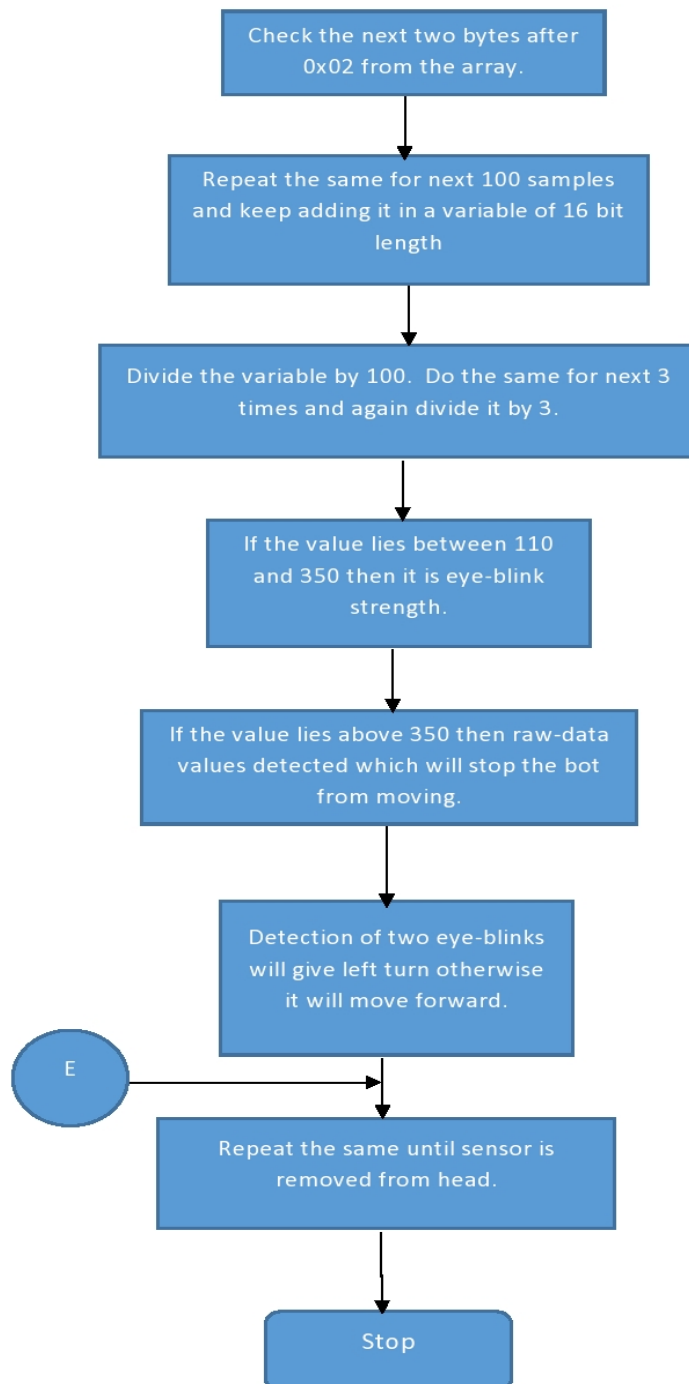 Check the next two bytes after
0x02 from the array.
Repeat the same for next 100 samples
and keep adding it in a variable of 16 bit
length
Divide the variable by 100. Do the same for next 3
times and again divide it by 3.
If the value lies between 110
and 350 then it is eye-blink
strength.
If the value lies above 350 then raw-data
values detected which will stop the bot
from moving.
Detection of two eye-blinks
will give left turn otherwise
it will move forward.
E
Repeat the same until sensor is
removed from head.
Stop